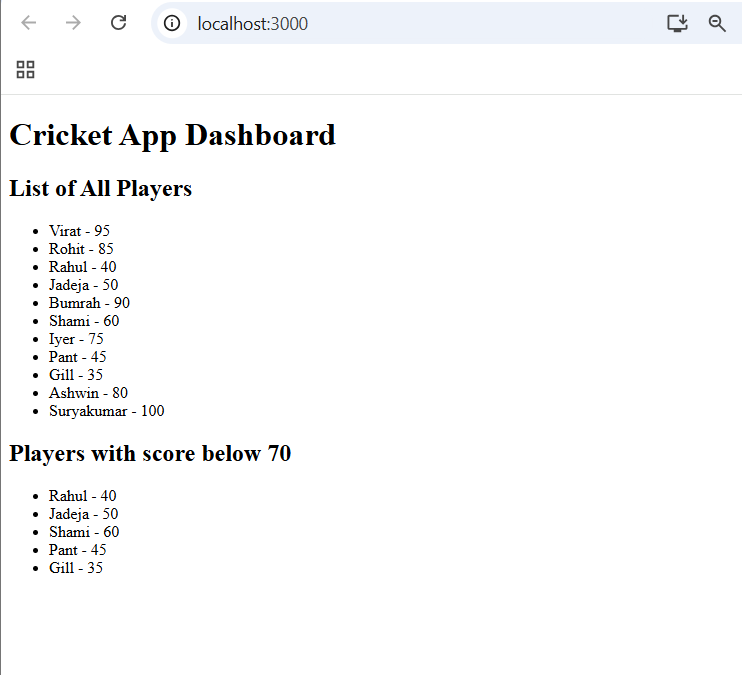 localhost:3000
Cricket App Dashboard
List of All Players
Virat - 95
Rohit - 85
Rahul - 40
Jadeja - 50
Bumrah - 90
Shami - 60
Iyer - 75
Pant - 45
Gill - 35
Ashwin - 80
Suryakumar - 100
Players with score below 70
Rahul - 40
Jadeja - 50
Shami - 60
Pant - 45
Gill - 35